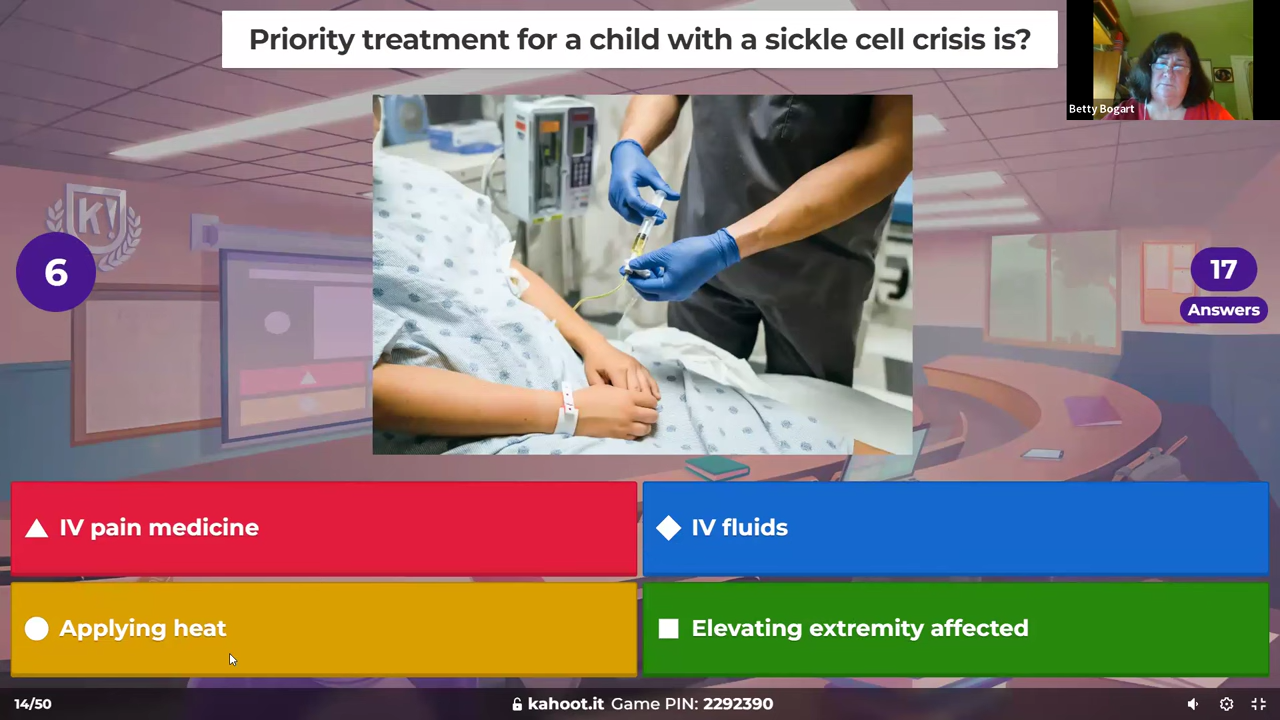 Priority treatment for a child with a sickle cell crisis is?
Betty Bogart
K!
6
17
Answers
IV pain medicine
IV fluids
Applying heat
Elevating extremity affected
14/50
kahoot.it Game PIN: 2292390